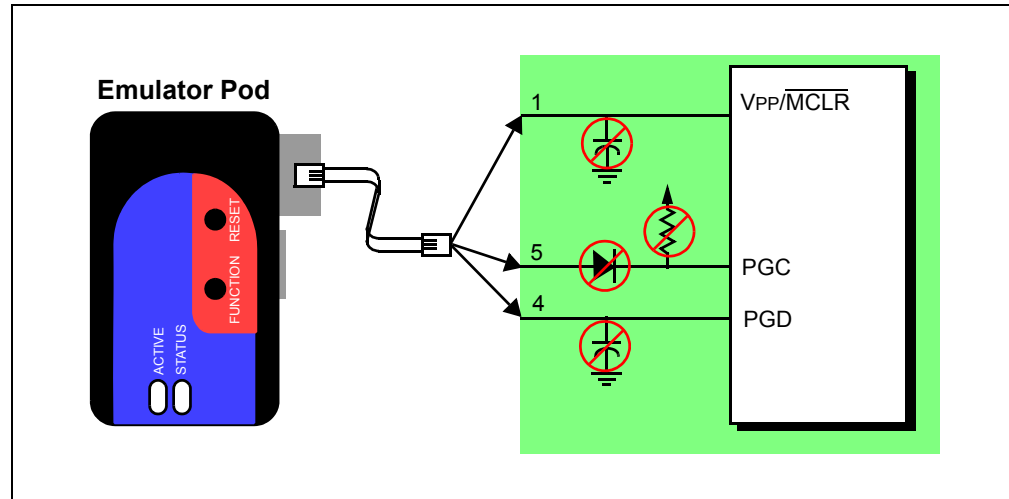 Emulator Pod
RESET
FUNCTION
ACTIVE
STATUS
1
5
4
VPP/MCLR
PGC
PGD